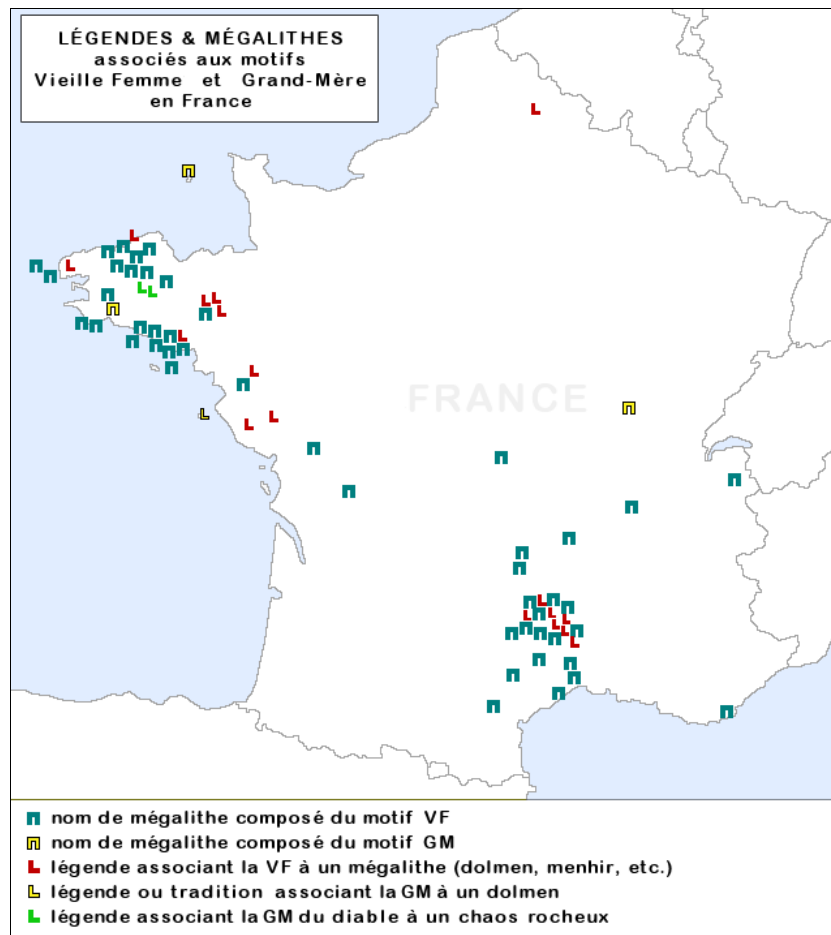 LÉGENDES & MÉGALITHES
associés aux motifs
Vieille Femme et Grand-Mère
en France
FRANCE
nom de mégalithe composé du motif VF
nom de mégalithe composé du motif GM
légende associant la VF à un mégalithe (dolmen, menhir, etc.)
légende ou tradition associant la GM à un dolmen
légende associant la GM du diable à un chaos rocheux